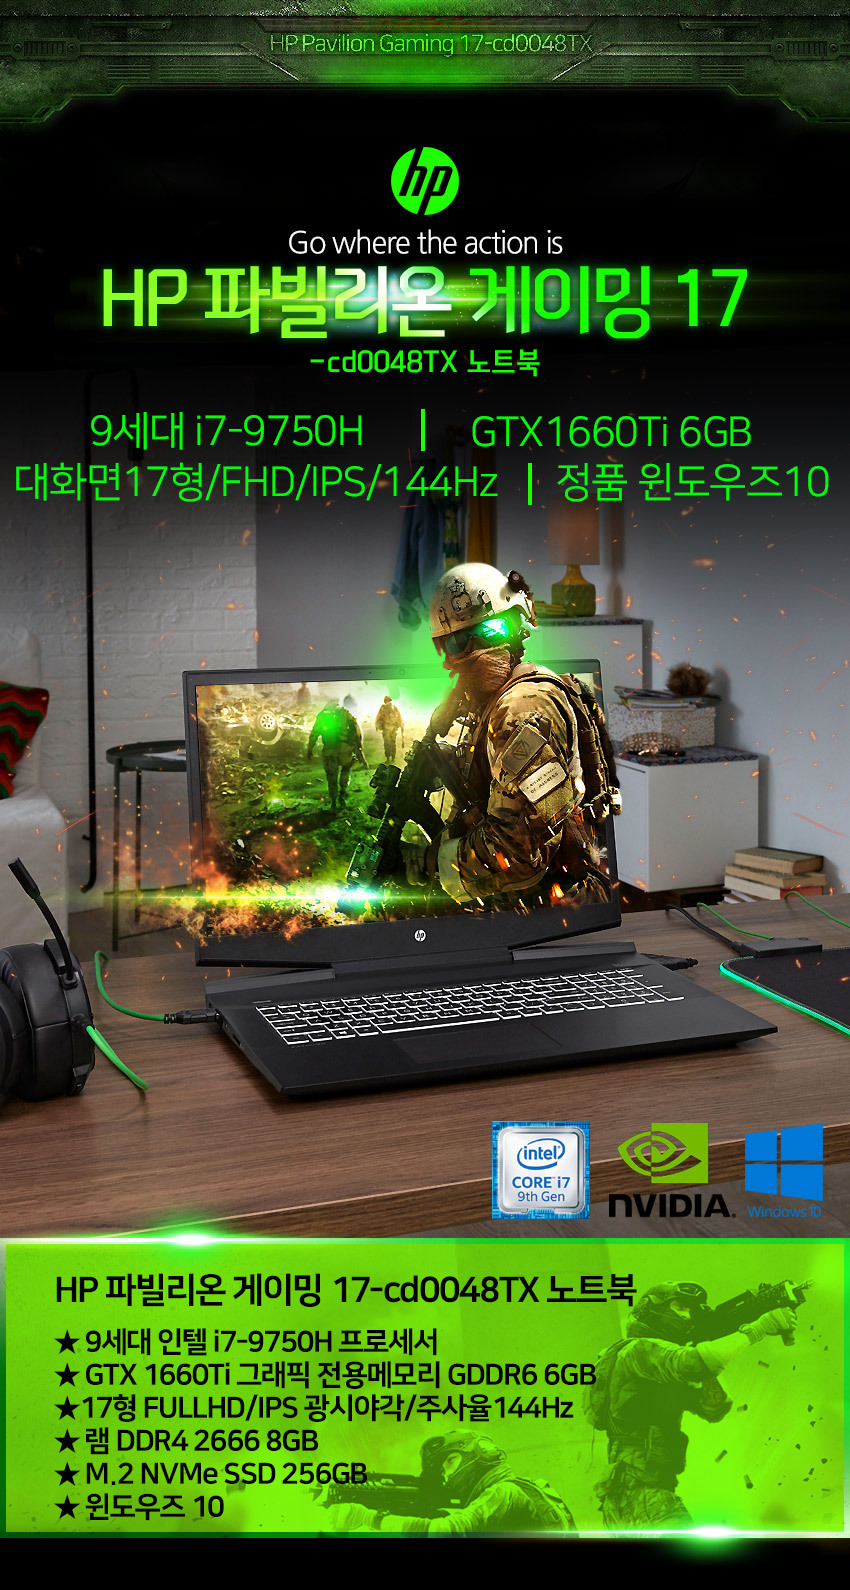 HP Pavilion Gaming 17-cd0048TX
hp
Go where the action is
HP 파빌리온 게이밍 17
-cd0048TX 노트북
9세대 i7-9750H | GTX1660Ti 6GB
대화면17형/FHD/IPS/144Hz | 정품 윈도우즈10
hp
intel
CORE i7
9th Gen
NVIDIA.
Windows10
HP 파빌리온 게이밍 17-cd0048TX 노트북
★ 9세대 인텔 i7-9750H 프로세서
★ GTX 1660Ti 그래픽 전용메모리 GDDR6 6GB
★17형 FULLHD/IPS 광시야각/주사율144Hz
★ 램 DDR4 2666 8GB
★ M.2 NVMe SSD 256GB
★ 윈도우즈 10